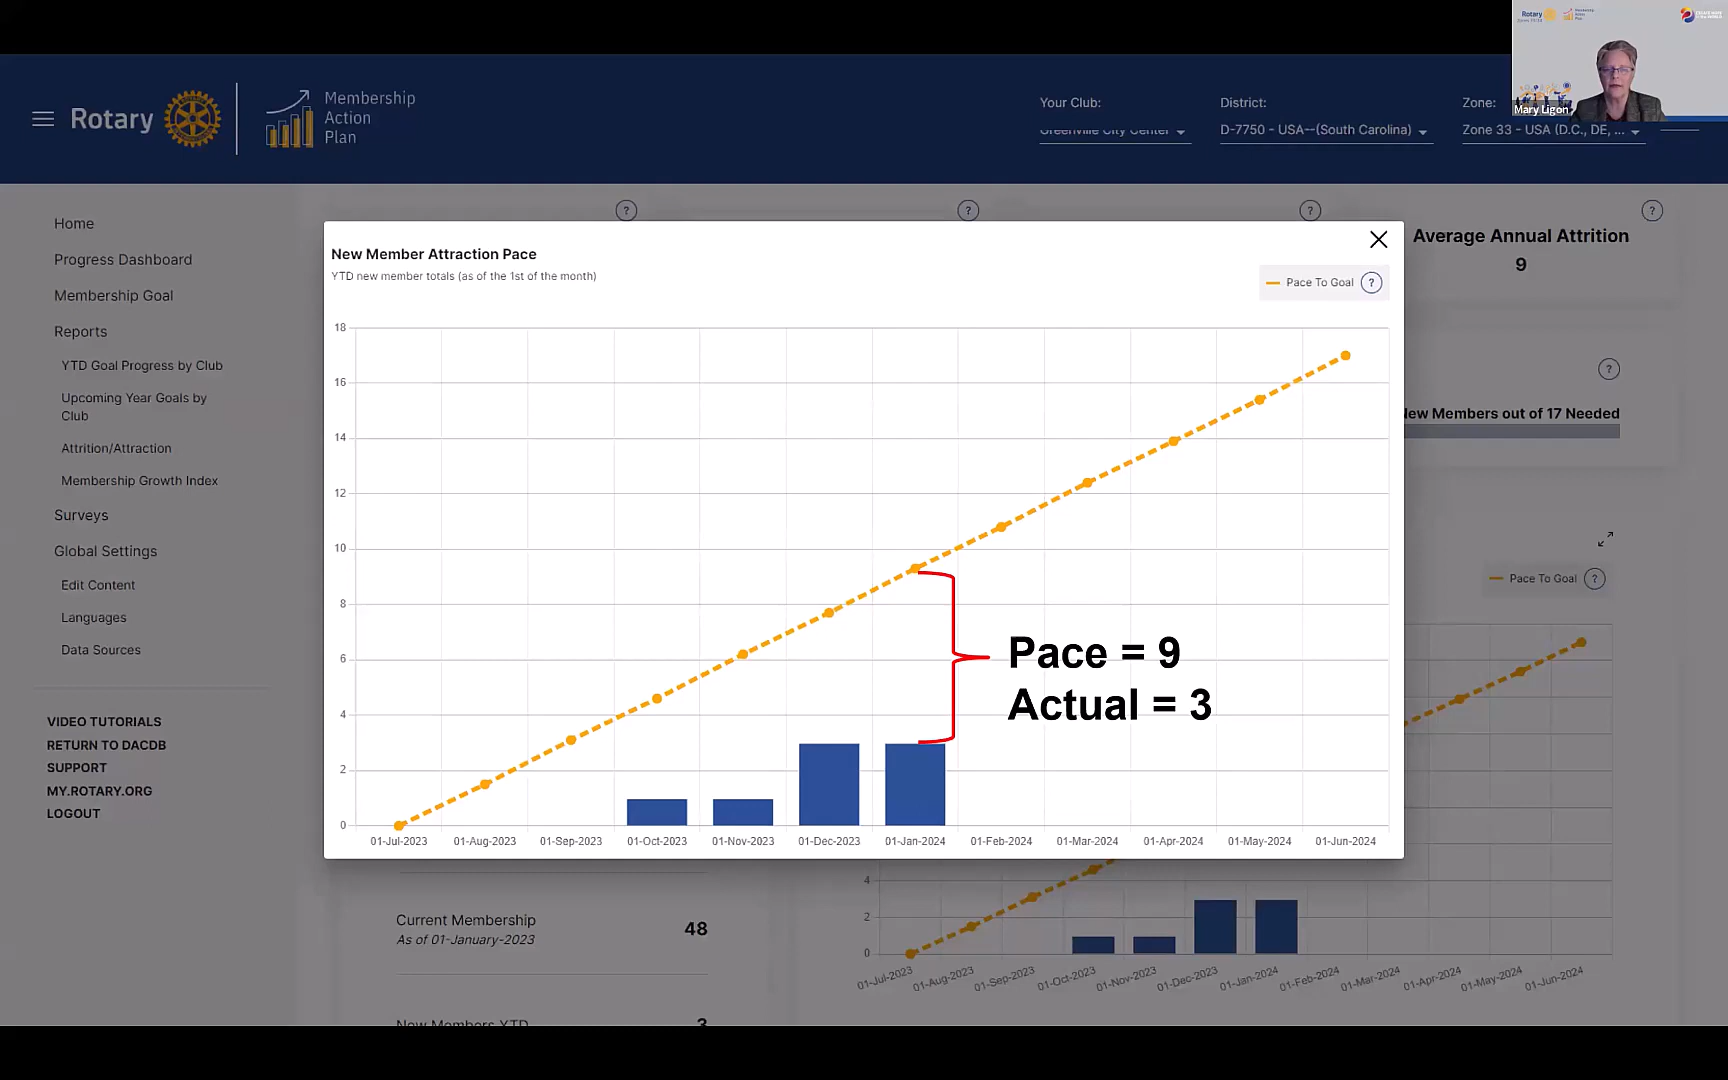 Rotary
Membership
Action
Plan
Your Club:
Greenville City Center
District:
D-7750 - USA--(South Carolina)
Zone:
Zone 33 - USA (D.C., DE, ...
Rotary
Mary Ligon
Home
Progress Dashboard
Membership Goal
Reports
YTD Goal Progress by Club
Upcoming Year Goals by
Club
Attrition/Attraction
Membership Growth Index
Surveys
Global Settings
Edit Content
Languages
Data Sources
VIDEO TUTORIALS
RETURN TO DACDB
SUPPORT
MY.ROTARY.ORG
LOGOUT
?
?
?
?
Average Annual Attrition
9
?
New Members out of 17 Needed
Pace To Goal ?
New Member Attraction Pace
YTD new member totals (as of the 1st of the month)
Pace To Goal ?
18
16
14
12
10
8
6
4
2
0
Pace = 9
Actual = 3
01-Jul-2023 01-Aug-2023 01-Sep-2023 01-Oct-2023 01-Nov-2023 01-Dec-2023 01-Jan-2024 01-Feb-2024 01-Mar-2024 01-Apr-2024 01-May-2024 01-Jun-2024
Current Membership 48
As of 01-January-2023
New Members YTD 3
4
2
0
01-Jul-2023 01-Aug-2023 01-Sep-2023 01-Oct-2023 01-Nov-2023 01-Dec-2023 01-Jan-2024 01-Feb-2024 01-Mar-2024 01-Apr-2024 01-May-2024 01-Jun-2024